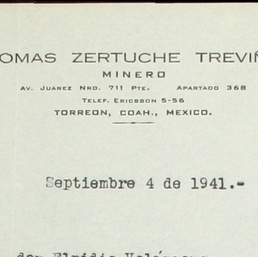 OMAS ZERTUCHE TREVIÑ
MINERO
AV. JUAREZ NRO. 711 PTE. APARTADO 368
TELEF. ERICSSON 5-56
TORREON, COAH., MEXICO.
Septiembre 4 de 1941.-
don